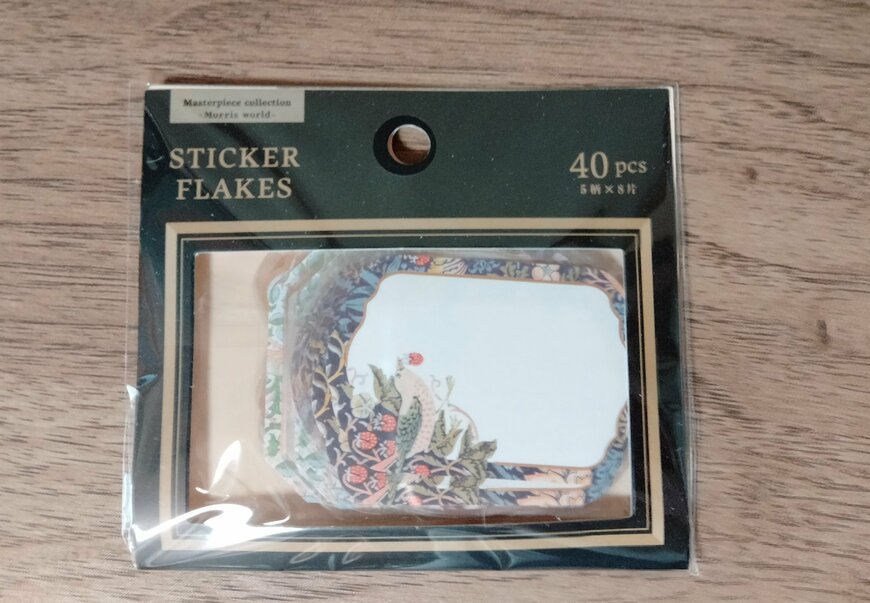 Masterpiece collection
-Morris world-
STICKER
FLAKES
40 pcs
5柄×8片